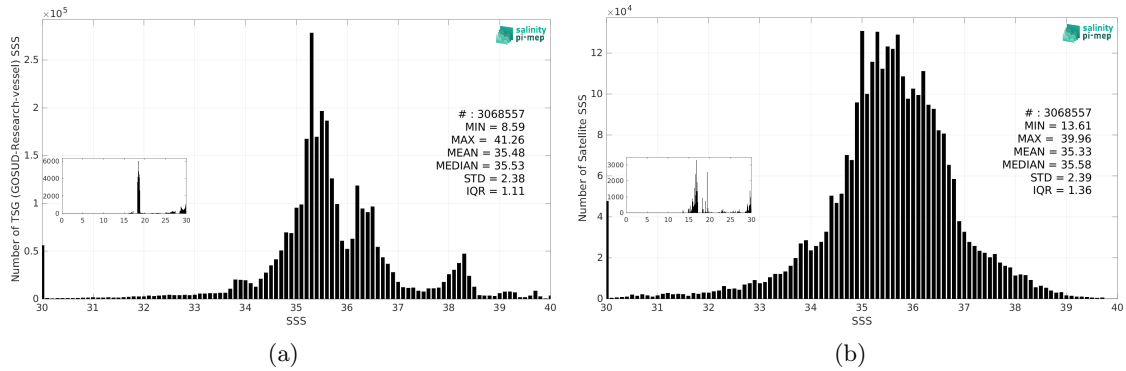 ×10⁵
salinity
pi-mep
Number of TSG (GOSUD-Research-vessel) SSS
2.5
2
1.5
1
0.5
0
# : 3068557
MIN = 8.59
MAX = 41.26
MEAN = 35.48
MEDIAN = 35.53
STD = 2.38
IQR = 1.11
6000
4000
2000
0
0 5 10 15 20 25 30
30 31 32 33 34 35 36 37 38 39 40
SSS
(a)
×10⁴
salinity
pi-mep
Number of Satellite SSS
12
10
8
6
4
2
0
# : 3068557
MIN = 13.61
MAX = 39.96
MEAN = 35.33
MEDIAN = 35.58
STD = 2.39
IQR = 1.36
3000
2000
1000
0
0 5 10 15 20 25 30
30 31 32 33 34 35 36 37 38 39 40
SSS
(b)